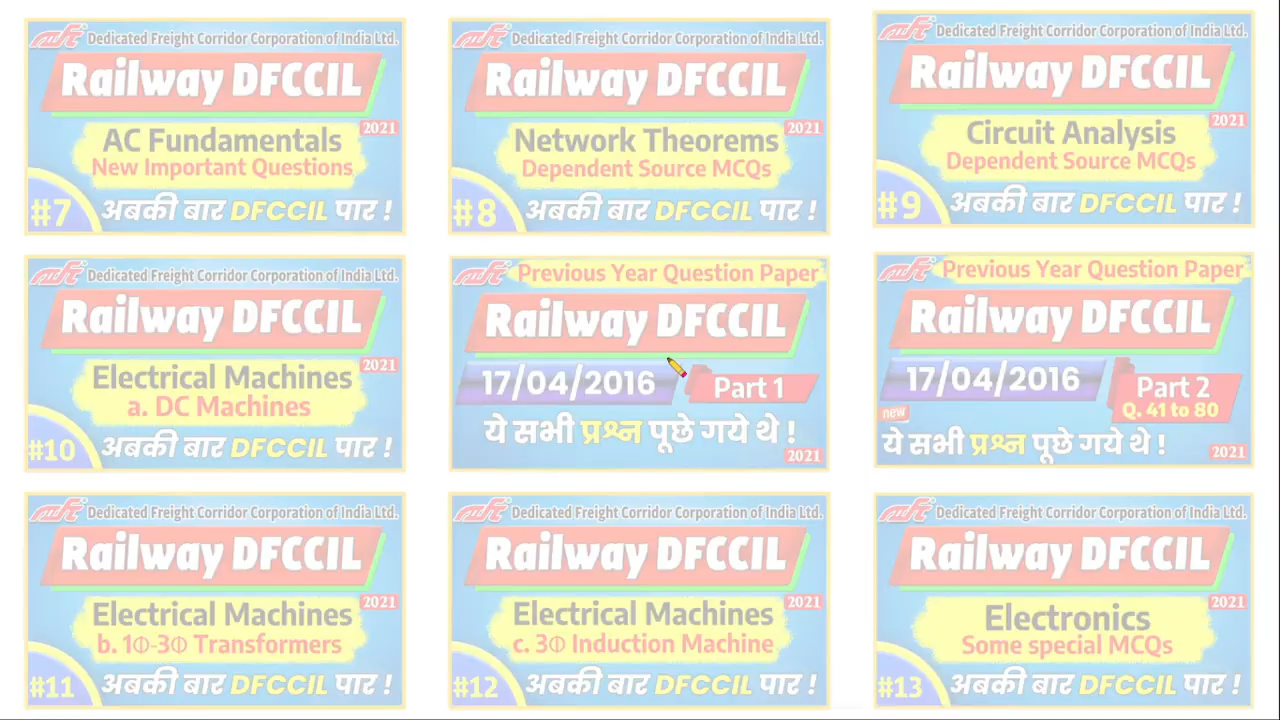 Dedicated Freight Corridor Corporation of India Ltd.
Railway DFCCIL
2021
AC Fundamentals
New Important Questions
#7
अबकी बार DFCCIL पार !
Dedicated Freight Corridor Corporation of India Ltd.
Railway DFCCIL
2021
Network Theorems
Dependent Source MCQs
#8
अबकी बार DFCCIL पार !
Dedicated Freight Corridor Corporation of India Ltd.
Railway DFCCIL
2021
Circuit Analysis
Dependent Source MCQs
#9
अबकी बार DFCCIL पार !
Dedicated Freight Corridor Corporation of India Ltd.
Railway DFCCIL
2021
Electrical Machines
a. DC Machines
#10
अबकी बार DFCCIL पार !
Previous Year Question Paper
Railway DFCCIL
17/04/2016
Part 1
ये सभी प्रश्न पूछे गये थे !
2021
Previous Year Question Paper
Railway DFCCIL
17/04/2016
Part 2
Q. 41 to 80
new
ये सभी प्रश्न पूछे गये थे !
2021
Dedicated Freight Corridor Corporation of India Ltd.
Railway DFCCIL
2021
Electrical Machines
b. 1Φ-3Φ Transformers
#11
अबकी बार DFCCIL पार !
Dedicated Freight Corridor Corporation of India Ltd.
Railway DFCCIL
2021
Electrical Machines
c. 3Φ Induction Machine
#12
अबकी बार DFCCIL पार !
Dedicated Freight Corridor Corporation of India Ltd.
Railway DFCCIL
2021
Electronics
Some special MCQs
#13
अबकी बार DFCCIL पार !